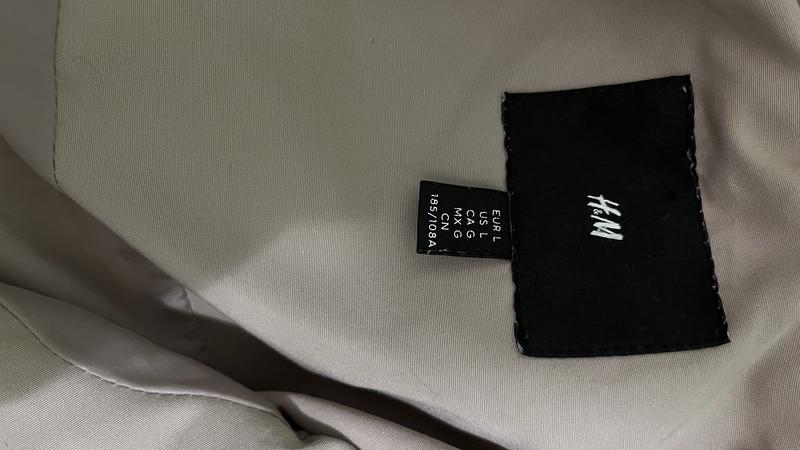 H&M
EUR L
US L
CA G
MX G
CN
185/108A